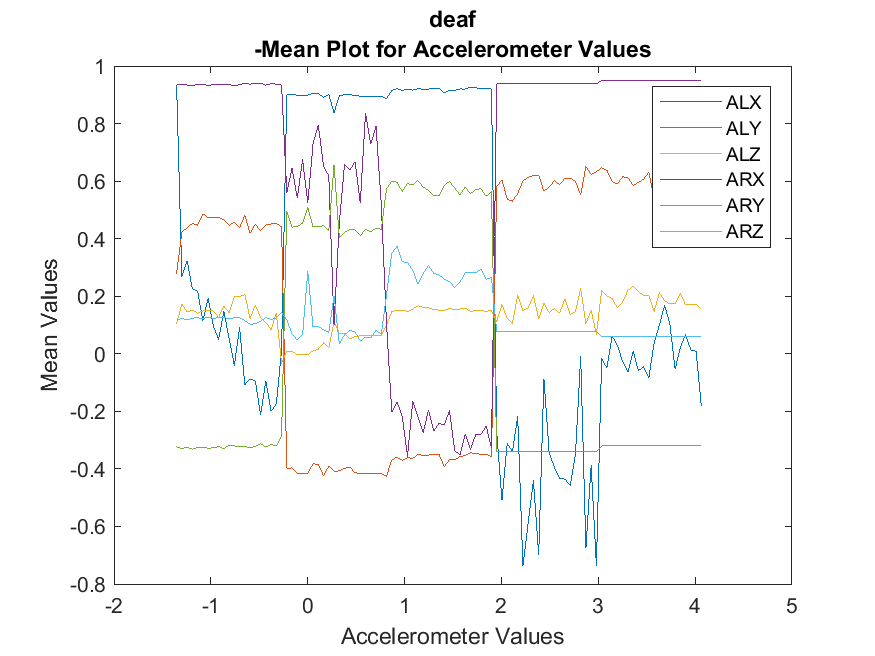 deaf
-Mean Plot for Accelerometer Values
1
0.8
0.6
0.4
0.2
0
-0.2
-0.4
-0.6
-0.8
Mean Values
ALX
ALY
ALZ
ARX
ARY
ARZ
-2 -1 0 1 2 3 4 5
Accelerometer Values